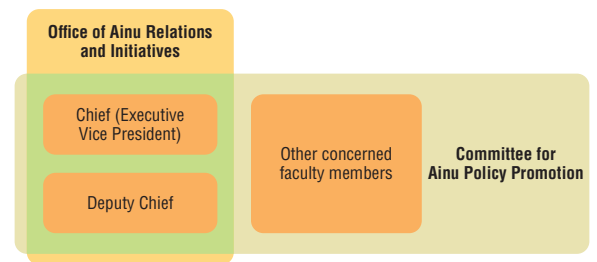 Office of Ainu Relations
and Initiatives
Chief (Executive
Vice President)
Deputy Chief
Other concerned
faculty members
Committee for
Ainu Policy Promotion